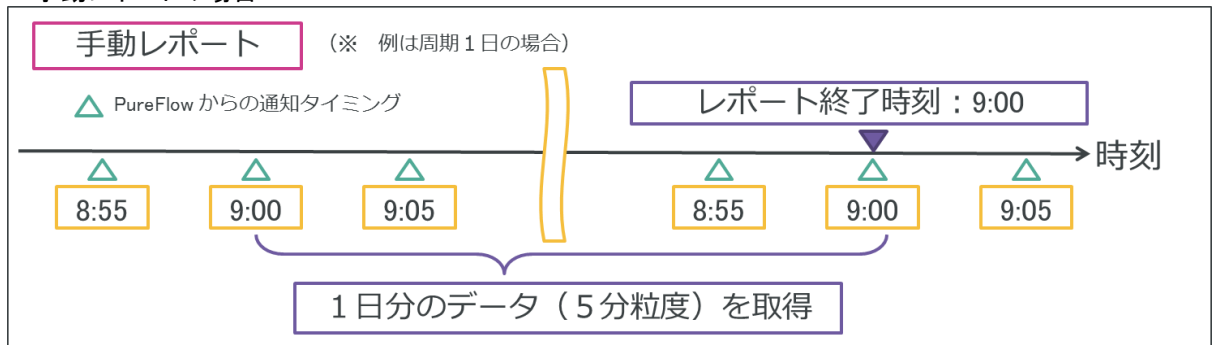 手動レポート
（※　例は周期１日の場合）
PureFlow からの通知タイミング
レポート終了時刻：9:00
時刻
8:55
9:00
9:05
8:55
9:00
9:05
１日分のデータ（５分粒度）を取得